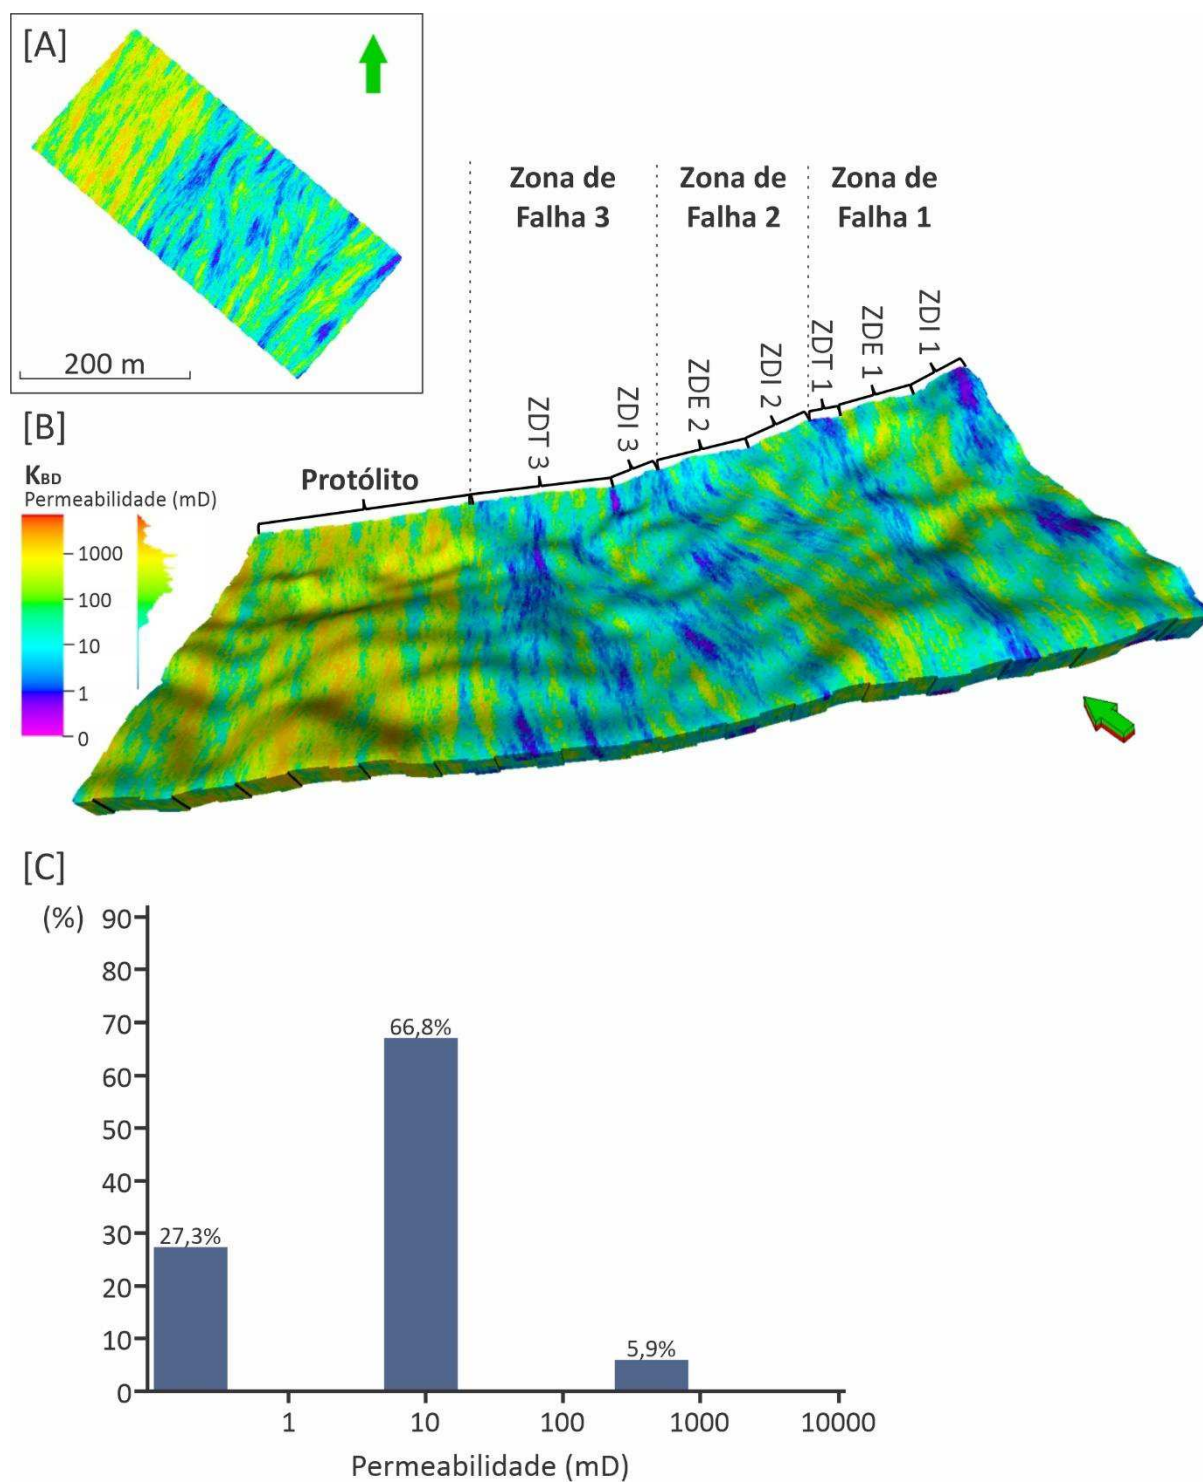 [A]
200 m
Zona de
Falha 3
Zona de
Falha 2
Zona de
Falha 1
ZDI 1
ZDE 1
ZDT 1
ZDI 2
ZDE 2
ZDI 3
ZDT 3
Protólito
[B]
KBD
Permeabilidade (mD)
1000
100
10
1
0
[C]
(%)
90
80
70
60
50
40
30
20
10
0
27,3%
66,8%
5,9%
1
10
100
1000
10000
Permeabilidade (mD)